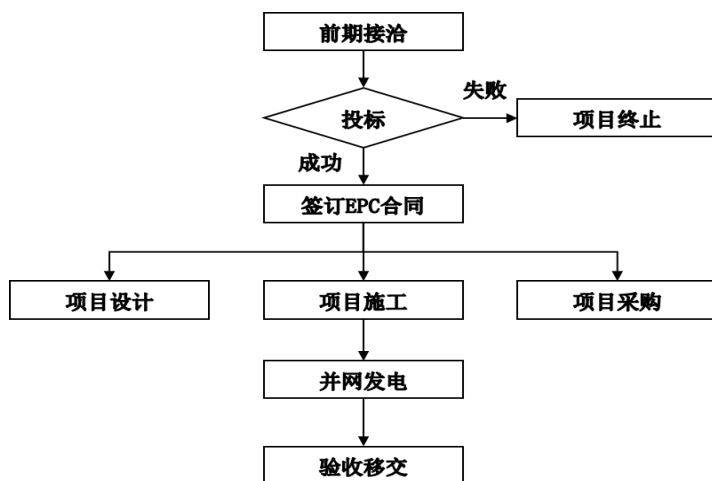 前期接洽
失败
投标
项目终止
成功
签订EPC合同
项目设计
项目施工
项目采购
并网发电
验收移交